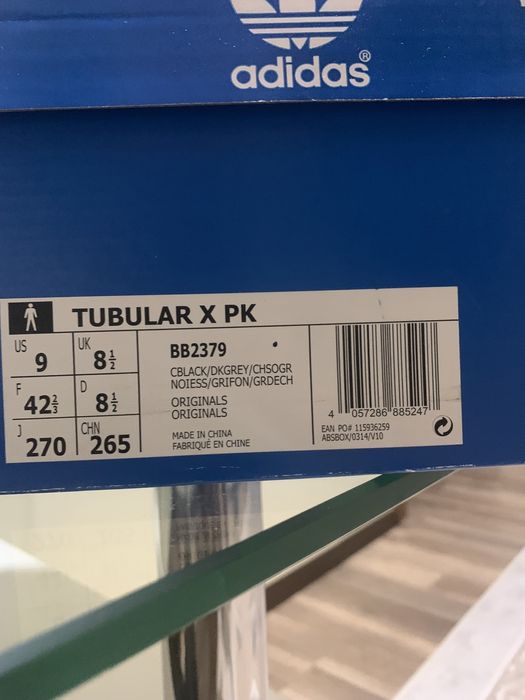 adidas®
TUBULAR X PK
US 9
UK 8½
F 42⅔
D 8½
J 270
CHN 265
BB2379
CBLACK/DKGREY/CHSOGR
NOIESS/GRIFON/GRDECH
ORIGINALS
ORIGINALS
MADE IN CHINA
FABRIQUÉ EN CHINE
4 057286 885247
EAN PO# 115936259
ABSBOX/0314/V10